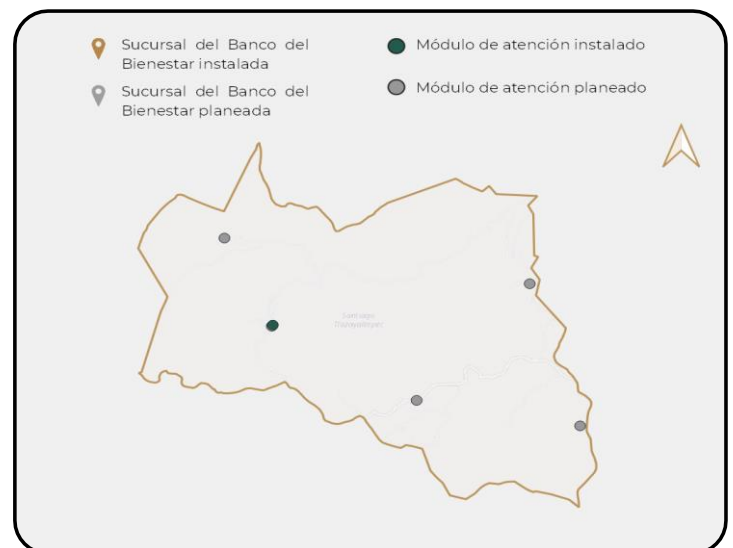 Sucursal del Banco del
Bienestar instalada
Sucursal del Banco del
Bienestar planeada
Módulo de atención instalado
Módulo de atención planeado
Santiago